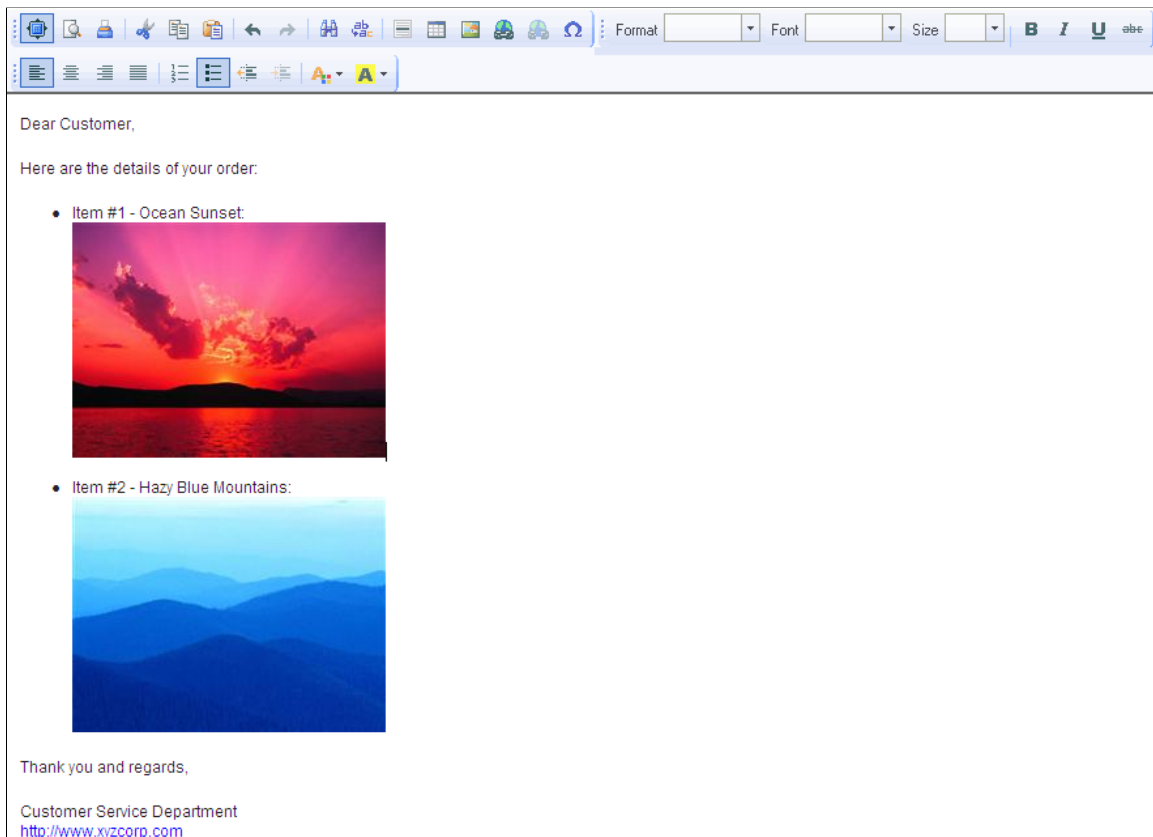 Format Font Size B I U abc
Dear Customer,
Here are the details of your order:
Item #1 - Ocean Sunset:
Item #2 - Hazy Blue Mountains:
Thank you and regards,
Customer Service Department
http://www.xyzcorp.com